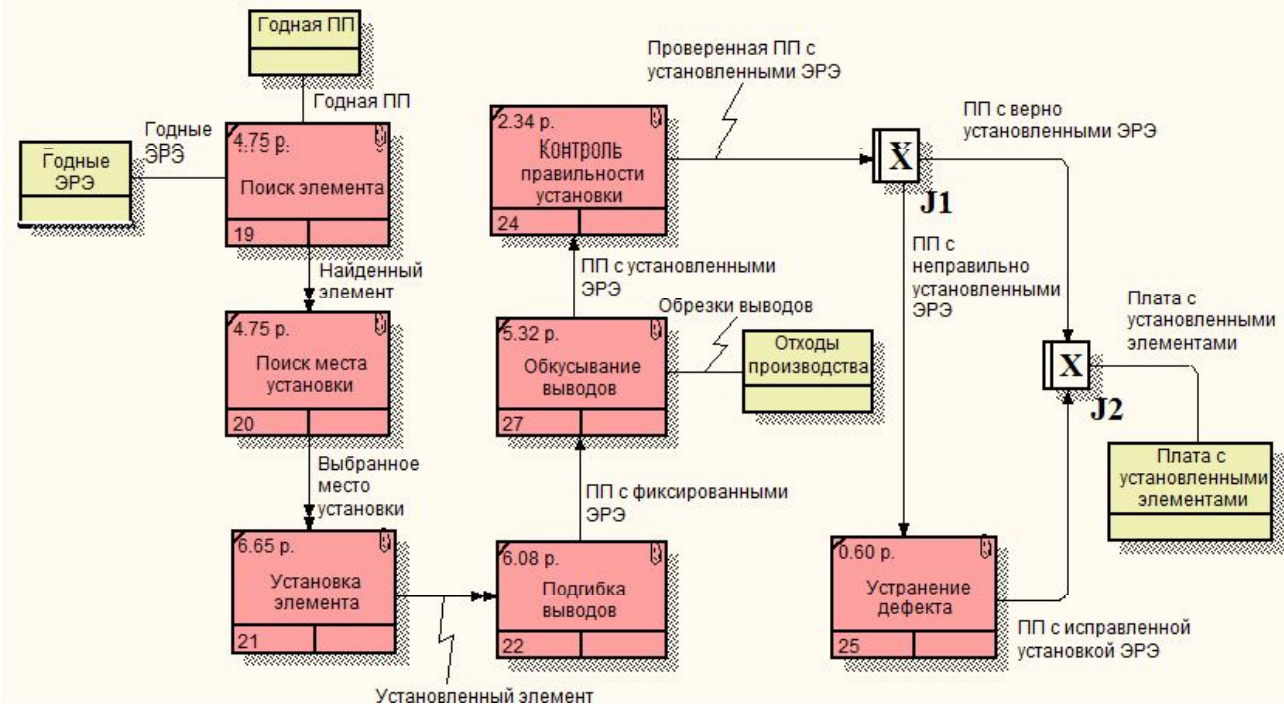 Годная ПП
Годная ПП
Годные
ЭРЭ
Годные
ЭРЭ
4.75 р.
Поиск элемента
19
Найденный
элемент
4.75 р.
Поиск места
установки
20
Выбранное
место
установки
6.65 р.
Установка
элемента
21
Установленный элемент
6.08 р.
Подгибка
выводов
22
ПП с фиксированными
ЭРЭ
5.32 р.
Обкусывание
выводов
27
Обрезки выводов
Отходы
производства
ПП с установленными
ЭРЭ
2.34 р.
Контроль
правильности
установки
24
Проверенная ПП с
установленными ЭРЭ
X
J1
ПП с верно
установленными ЭРЭ
ПП с
неправильно
установленными
ЭРЭ
0.60 р.
Устранение
дефекта
25
ПП с исправленной
установкой ЭРЭ
X
J2
Плата с
установленными
элементами
Плата с
установленными
элементами